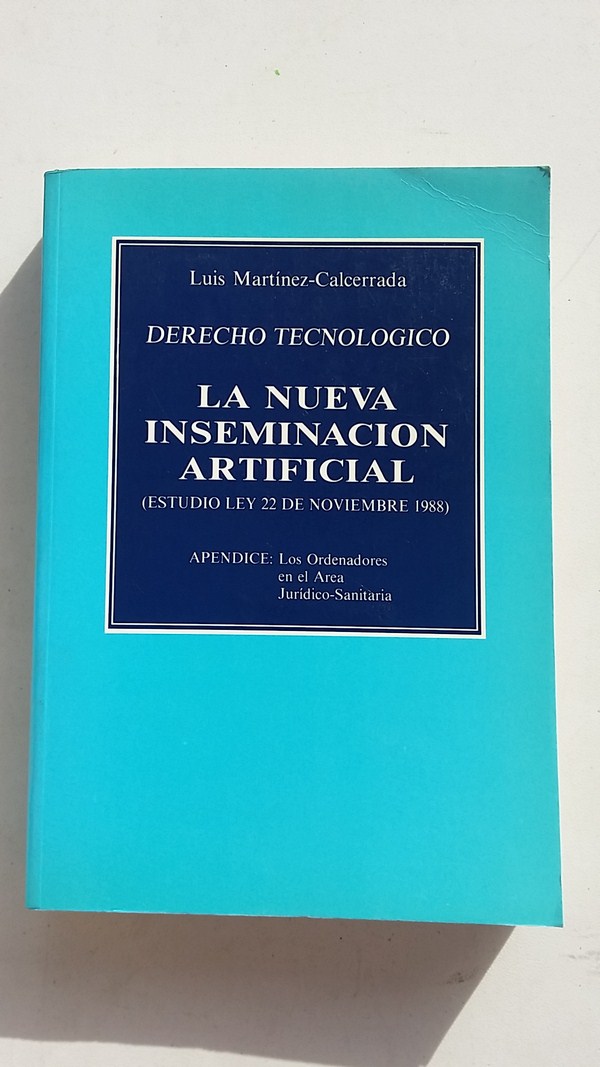 Luis Martínez-Calcerrada
DERECHO TECNOLOGICO
LA NUEVA
INSEMINACION
ARTIFICIAL
(ESTUDIO LEY 22 DE NOVIEMBRE 1988)
APENDICE: Los Ordenadores
en el Area
Jurídico-Sanitaria